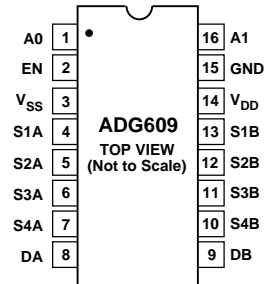 A0 1 16 A1
EN 2 15 GND
VSS 3 14 VDD
S1A 4 ADG609 13 S1B
TOP VIEW
S2A 5 (Not to Scale) 12 S2B
S3A 6 11 S3B
S4A 7 10 S4B
DA 8 9 DB